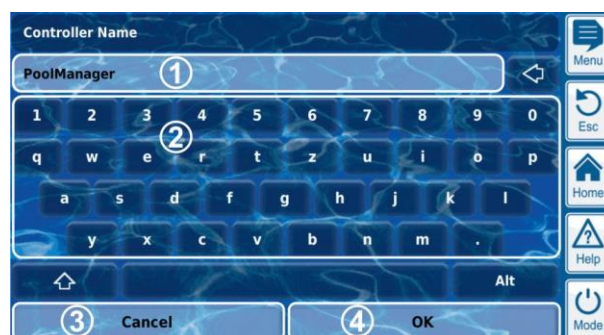 Controller Name
PoolManager 1
Menu
1 2 3 4 5 6 7 8 9 0
2
Esc
q w e r t z u i o p
a s d f g h j k l
Home
y x c v b n m .
Help
Alt
3 Cancel 4 OK
Mode